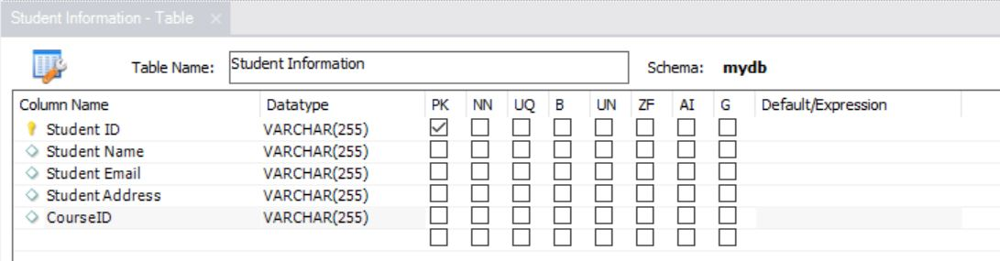 Student Information - Table ×
Table Name: Student Information Schema: mydb
Column Name Datatype PK NN UQ B UN ZF AI G Default/Expression
Student ID VARCHAR(255)
Student Name VARCHAR(255)
Student Email VARCHAR(255)
Student Address VARCHAR(255)
CourseID VARCHAR(255)